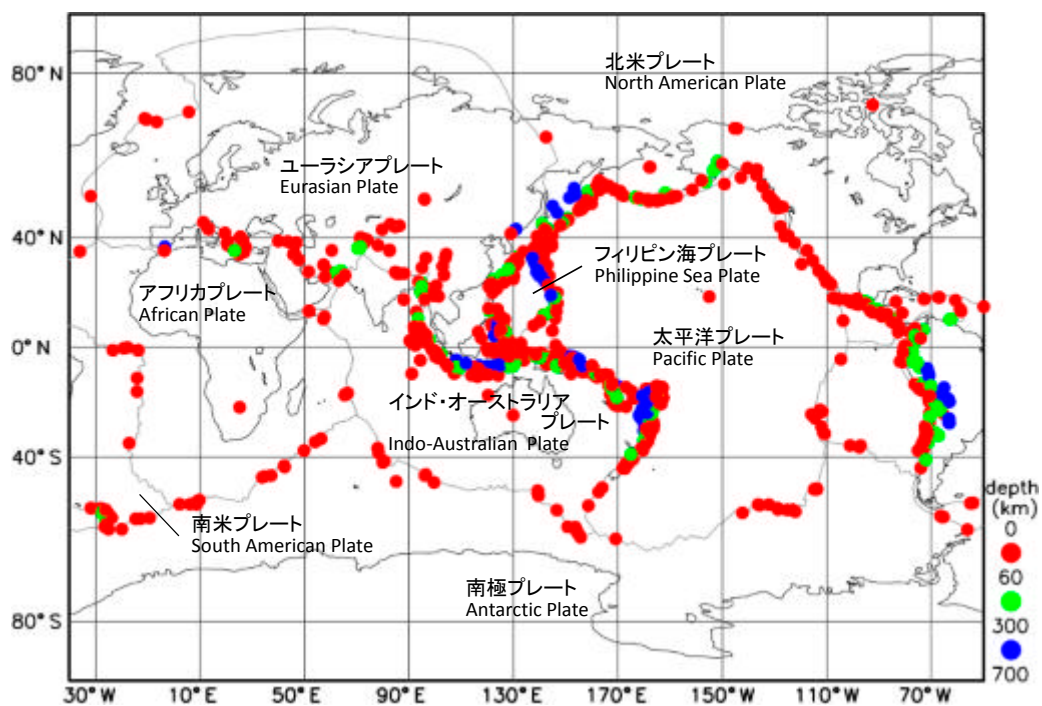 北米プレート
North American Plate
80°N
ユーラシアプレート
Eurasian Plate
40°N
フィリピン海プレート
Philippine Sea Plate
アフリカプレート
African Plate
太平洋プレート
Pacific Plate
0°N
インド・オーストラリア
プレート
Indo-Australian Plate
40°S
南米プレート
South American Plate
南極プレート
Antarctic Plate
80°S
depth
(km)
0
60
300
700
30°W 10°E 50°E 90°E 130°E 170°E 150°W 110°W 70°W